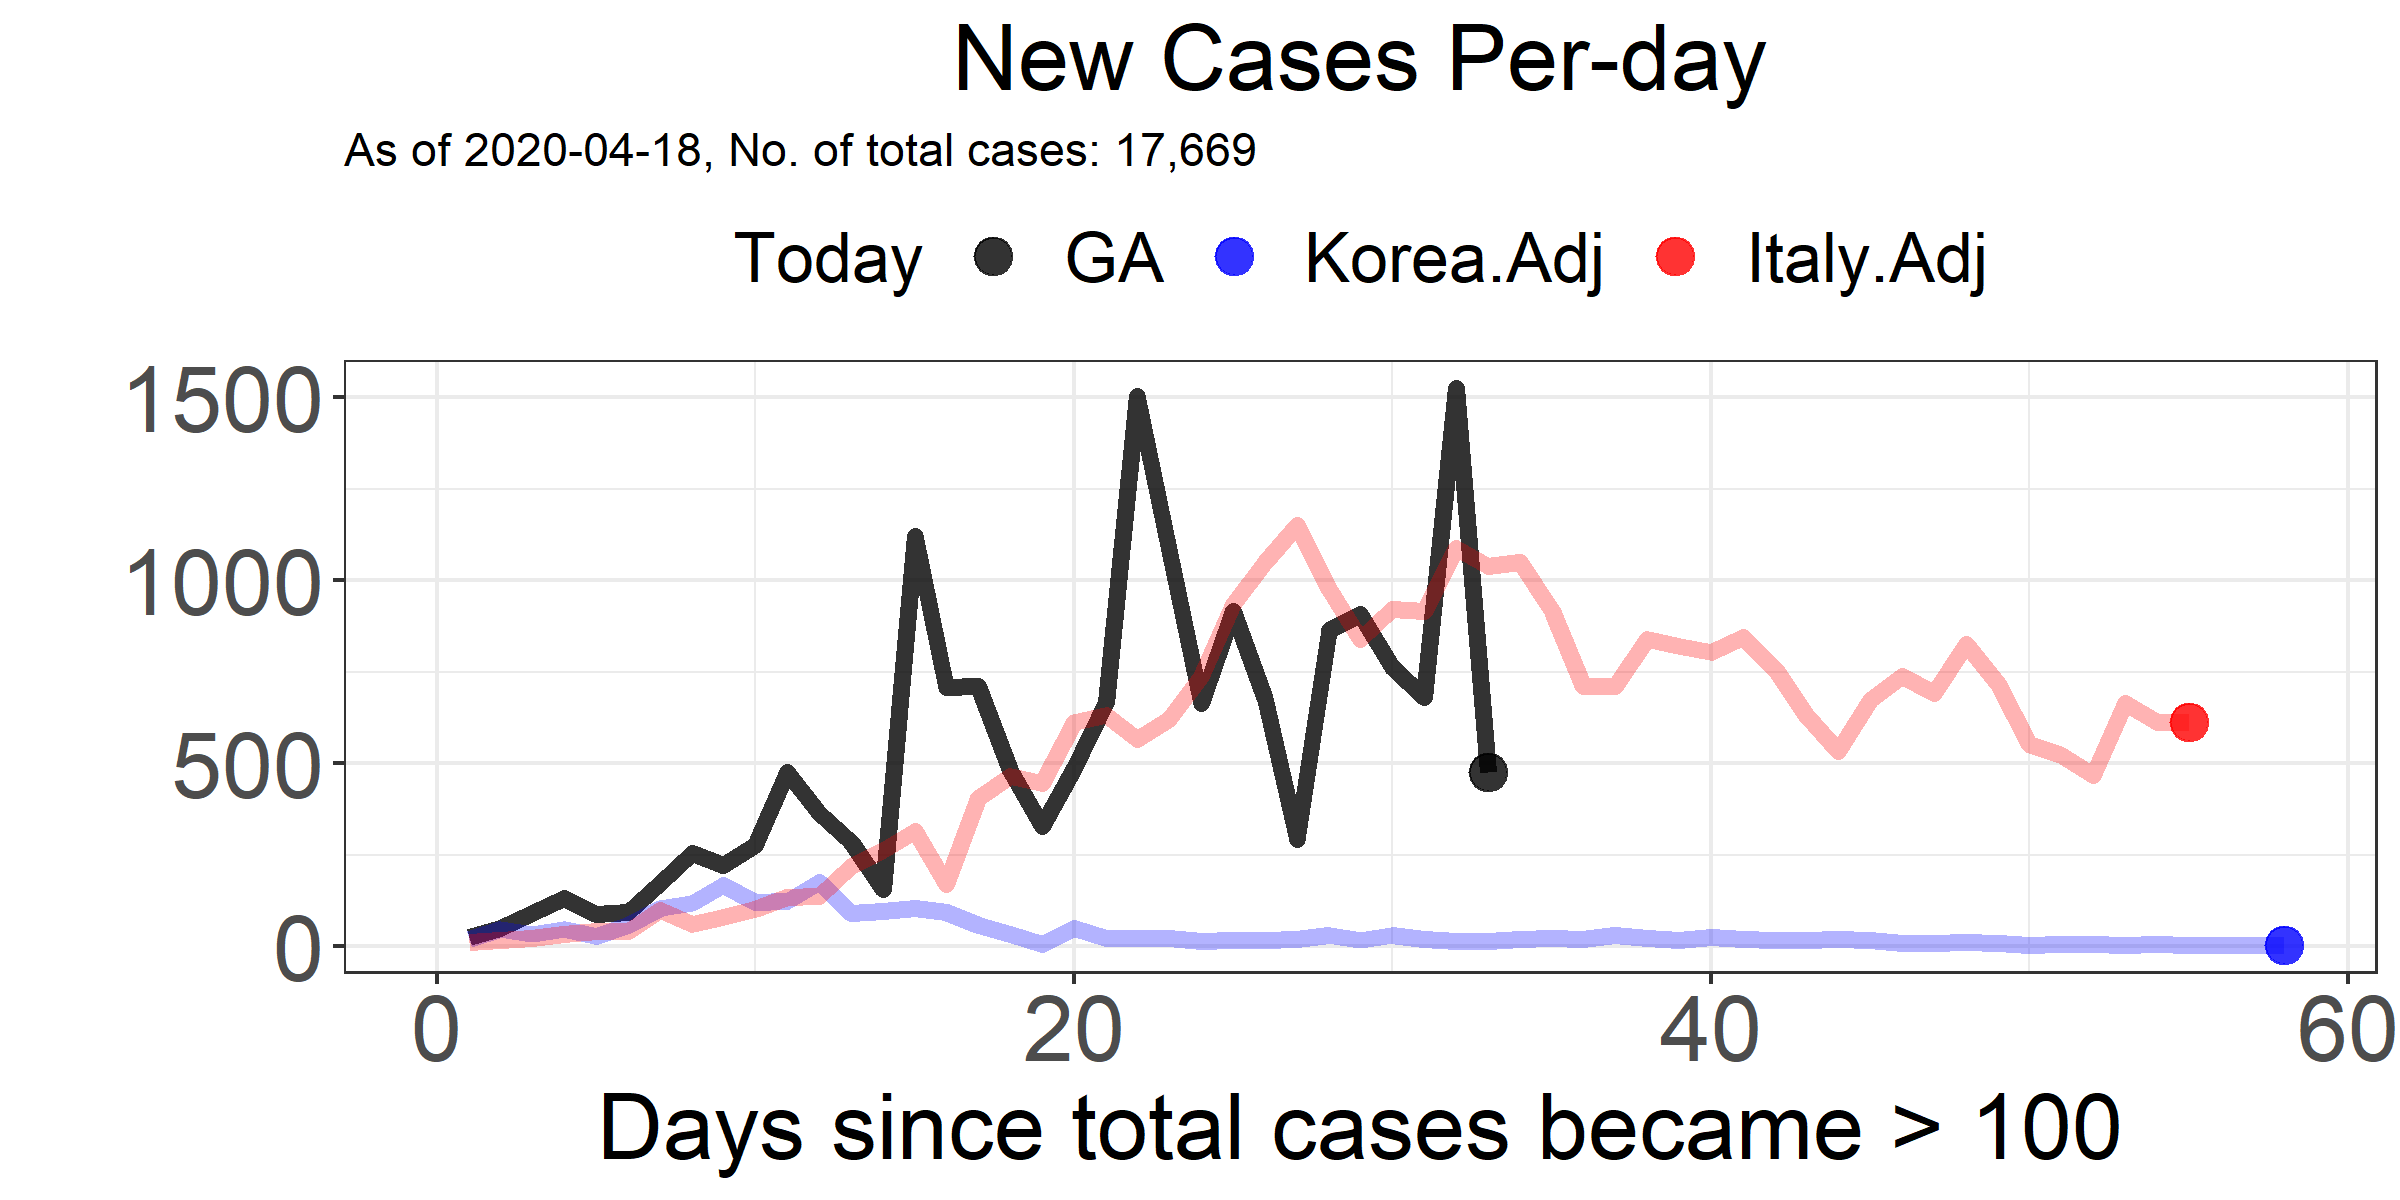 New Cases Per-day
As of 2020-04-18, No. of total cases: 17,669
Today GA Korea.Adj Italy.Adj
1500
1000
500
0
0 20 40 60
Days since total cases became > 100